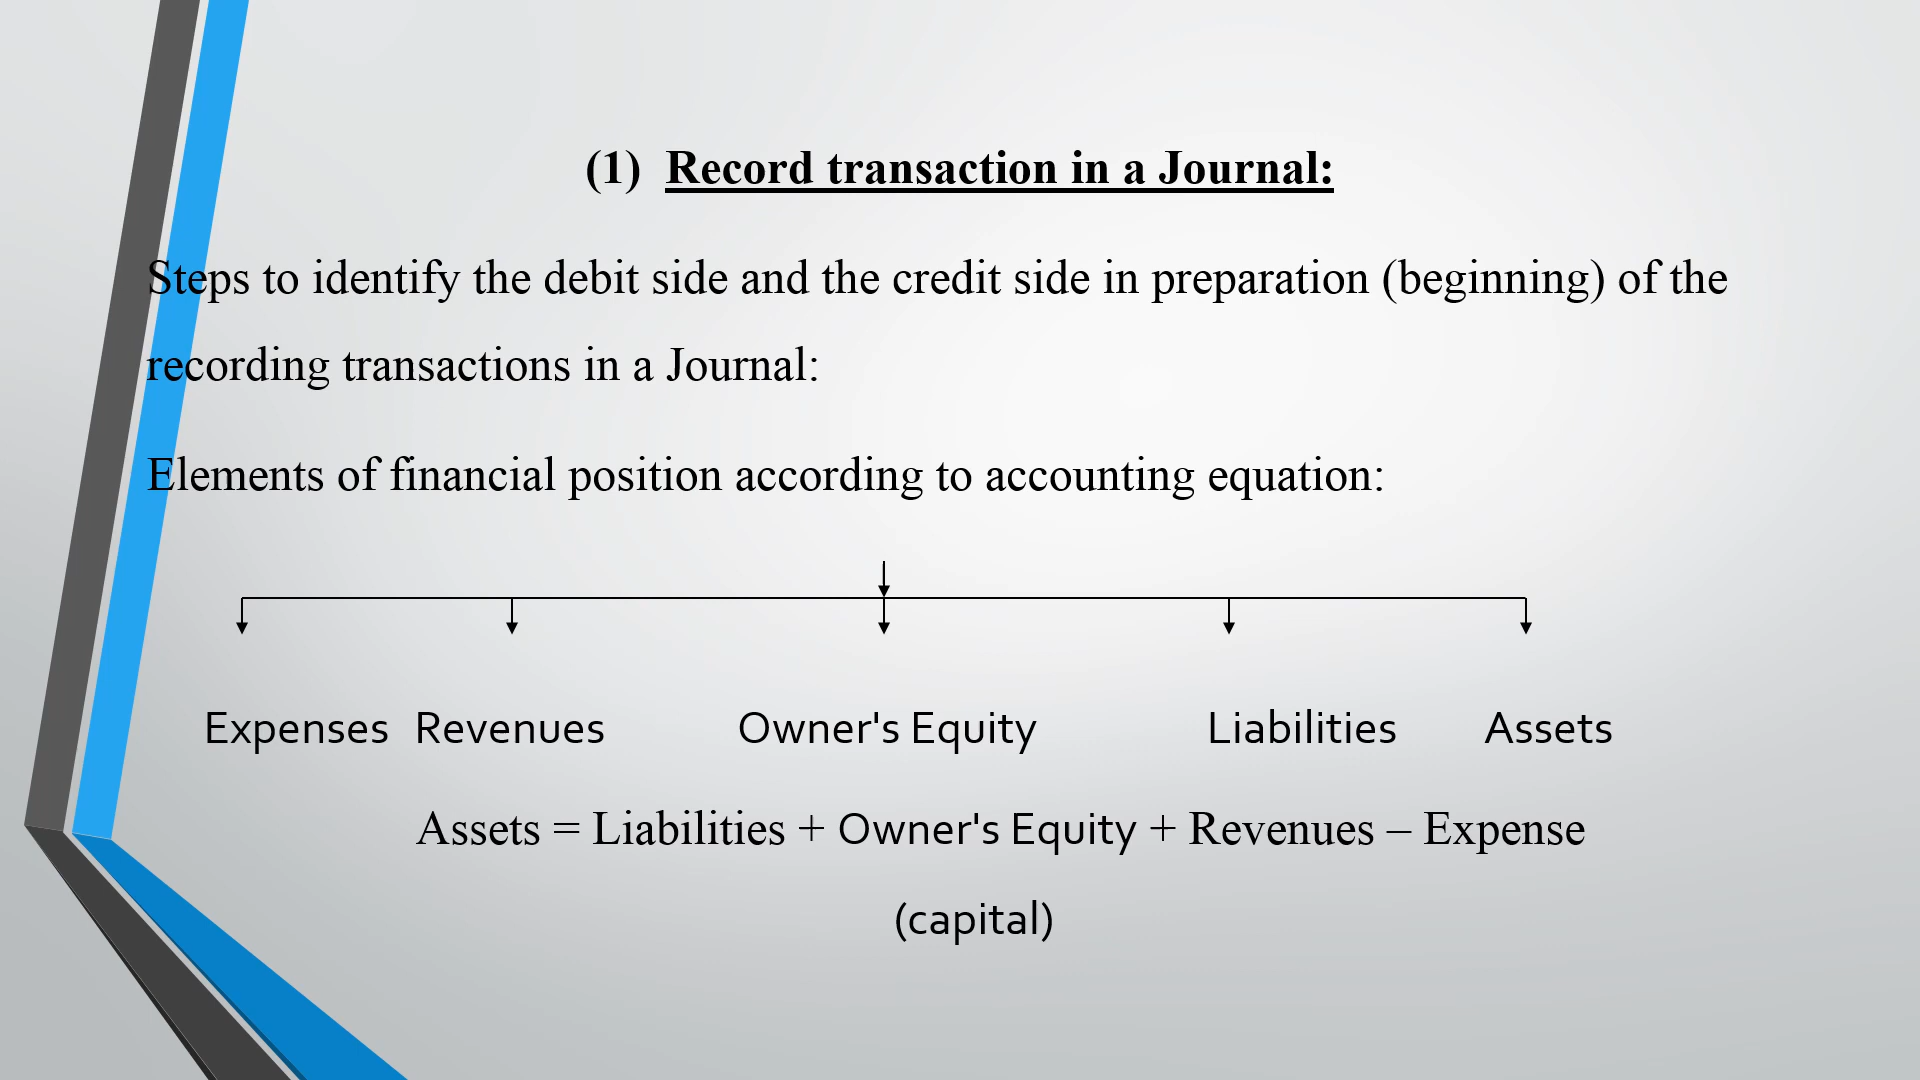 (1) Record transaction in a Journal:
Steps to identify the debit side and the credit side in preparation (beginning) of the
recording transactions in a Journal:
Elements of financial position according to accounting equation:
Expenses Revenues Owner's Equity Liabilities Assets
Assets = Liabilities + Owner's Equity + Revenues – Expense
(capital)